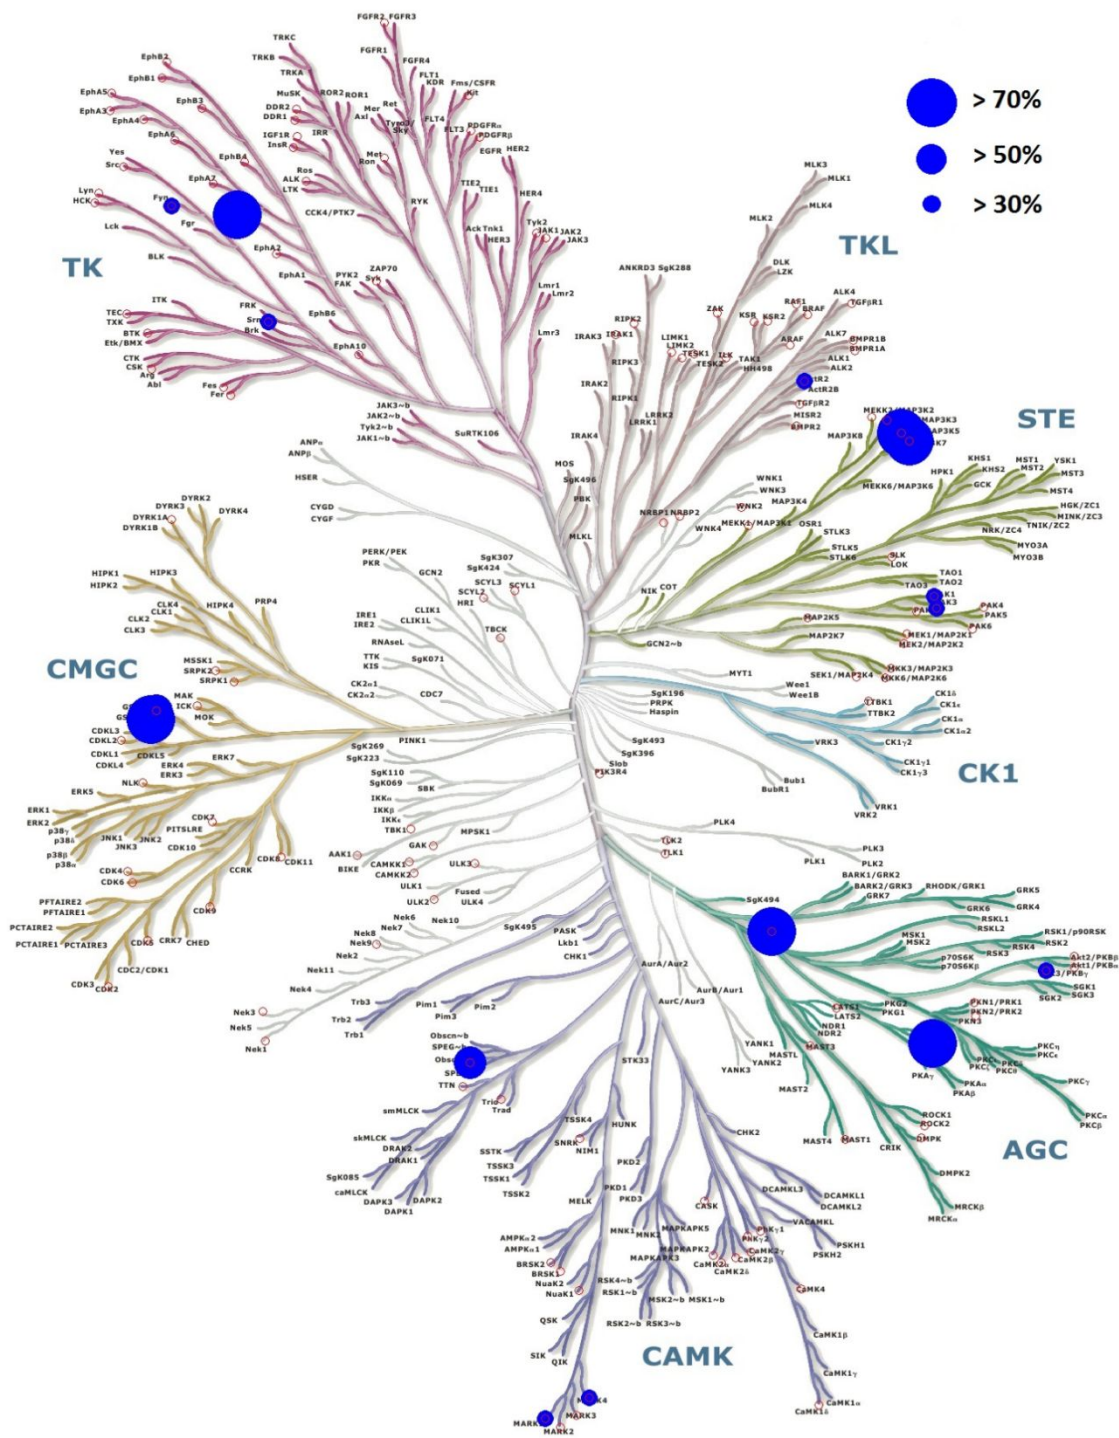 FGFR2 FGFR3
TRKC
FGFR1
TRKB
EphB2
FGFR4
TRKA
EphB1
FLT1
KDR
Fms/CSFR
Kit
EphA5
MuSK
ROR2
ROR1
EphB3
DDR2
Mer
Ret
EphA3
DDR1
Axl
Tyro3/
Sky
FLT4
EphA4
IGF1R
IRR
FLT3
PDGFRα
PDGFRβ
EphA6
InsR
Met
Ron
EGFR
HER2
Yes
EphB4
Src
Ros
ALK
LTK
TIE2
TIE1
EphA7
Lyn
HCK
Fyn
HER4
RYK
CCK4/PTK7
Tyk2
JAK1
JAK2
JAK3
Lck
Fgr
Ack
Tnk1
HER3
TK
BLK
EphA2
EphA1
PYK2
FAK
ZAP70
Syk
Lmr1
Lmr2
ITK
FRK
TEC
TXK
Srm
Brk
EphB6
Lmr3
BTK
Etk/BMX
EphA10
CTK
CSK
Arg
Abl
Fes
Fer
JAK3~b
JAK2~b
Tyk2~b
JAK1~b
SuRTK106
> 70%
> 50%
> 30%
TKL
MLK3
MLK1
MLK4
MLK2
ANKRD3
SgK288
DLK
LZK
ZAK
RIPK2
IRAK1
IRAK3
LIMK1
LIMK2
TESK1
TESK2
KSR
KSR2
RAF1
BRAF
ARAF
ALK4
TGFβR1
ILK
TAK1
HH498
ALK7
BMPR1B
BMPR1A
ALK1
ALK2
RIPK3
IRAK2
RIPK1
LRRK2
LRRK1
ActR2B
TGFβR2
MISR2
BMPR2
IRAK4
MOS
SgK496
PBK
MLKL
STE
MEKK2/MAP3K2
MAP3K8
MEKK6/MAP3K6
MAP3K4
WNK1
WNK3
WNK2
WNK4
NRBP1
NRBP2
MEKK1/MAP3K1
OSR1
STLK3
STLK5
STLK6
HPK1
KHS1
KHS2
GCK
MST1
MST2
YSK1
MST3
MST4
HGK/ZC1
MINK/ZC3
TNIK/ZC2
NRK/ZC4
MYO3A
MYO3B
SLK
LOK
TAO1
TAO2
TAO3
NIK
COT
PAK4
PAK5
PAK6
MAP2K5
MAP2K7
MEK1/MAP2K1
MEK2/MAP2K2
GCN2~b
SEK1/MAP2K4
MKK3/MAP2K3
MKK6/MAP2K6
ANPα
ANPβ
HSER
CYGD
CYGF
PERK/PEK
PKR
GCN2
SgK307
SgK424
SCYL3
SCYL2
SCYL1
HRI
CLIK1
CLIK1L
IRE1
IRE2
RNAseL
TBCK
TTK
KIS
SgK071
CK2α1
CK2α2
CDC7
PINK1
SgK269
SgK223
SgK110
SgK069
SBK
IKKα
IKKβ
IKKε
TBK1
MPSK1
GAK
AAK1
BIKE
CAMKK1
CAMKK2
ULK3
ULK1
Fused
ULK2
ULK4
Nek6
Nek7
Nek10
Nek8
Nek9
Nek2
Nek11
Nek4
Nek3
Nek5
Nek1
DYRK2
DYRK3
DYRK1A
DYRK1B
DYRK4
HIPK1
HIPK2
HIPK3
HIPK4
PRP4
CLK4
CLK1
CLK2
CLK3
CMGC
MSSK1
SRPK2
SRPK1
MAK
ICK
MOK
CDKL3
CDKL2
CDKL1
CDKL5
CDKL4
ERK7
ERK4
ERK3
NLK
ERK5
ERK1
ERK2
p38γ
p38δ
p38β
p38α
JNK1
JNK2
JNK3
CDK7
PITSLRE
CDK10
CDK8
CDK11
CCRK
CDK4
CDK6
PFTAIRE2
PFTAIRE1
CDK9
PCTAIRE2
PCTAIRE1
PCTAIRE3
CDK5
CRK7
CHED
CDC2/CDK1
CDK3
CDK2
MYT1
Wee1
Wee1B
SgK196
PRPK
Haspin
SgK493
SgK396
Slob
PIK3R4
Bub1
BubR1
TTBK1
TTBK2
CK1δ
CK1ε
CK1α
CK1α2
CK1γ2
CK1γ1
CK1γ3
VRK3
VRK1
VRK2
CK1
PLK4
PLK3
PLK1
PLK2
TLK2
TLK1
SgK494
BARK1/GRK2
BARK2/GRK3
GRK7
RHODK/GRK1
GRK5
GRK6
GRK4
RSKL1
RSKL2
MSK1
MSK2
RSK1/p90RSK
RSK4
RSK2
RSK3
p70S6K
p70S6Kβ
Akt2/PKBβ
Akt1/PKBα
SGK1
SGK2
SGK3
LATS1
LATS2
PKG2
PKG1
PKN1/PRK1
PKN2/PRK2
PKN3
NDR1
NDR2
MAST3
MASTL
MAST2
PKCη
PKCε
PKCι
PKCζ
PKCδ
PKCθ
PKCγ
PKAγ
PKAα
PKAβ
PKCα
PKCβ
ROCK1
ROCK2
DMPK
MAST4
MAST1
CRIK
DMPK2
MRCKβ
MRCKα
AGC
AurA/Aur2
AurB/Aur1
AurC/Aur3
YANK1
YANK2
YANK3
SgK495
PASK
Lkb1
CHK1
Trb3
Trb2
Trb1
Pim1
Pim2
Pim3
Obscn~b
SPEG~b
TTN
STK33
smMLCK
Trio
Trad
skMLCK
TSSK4
HUNK
SNRK
NIM1
CHK2
DRAK2
DRAK1
SSTK
TSSK3
TSSK1
TSSK2
SgK085
caMLCK
DAPK3
DAPK2
DAPK1
MELK
PKD2
PKD1
PKD3
CASK
DCAMKL3
DCAMKL1
DCAMKL2
VACAMKL
PhKγ1
PhKγ2
PSKH1
PSKH2
MNK1
MNK2
MAPKAPK5
MAPKAPK2
MAPKAPK3
CaMK2γ
CaMK2β
CaMK2α
CaMK2δ
AMPKα2
AMPKα1
BRSK2
BRSK1
NuaK2
NuaK1
RSK4~b
RSK1~b
MSK2~b
MSK1~b
RSK2~b
RSK3~b
CaMK4
QSK
CaMK1β
SIK
QIK
CAMK
CaMK1γ
CaMK1α
CaMK1δ
MARK3
MARK2